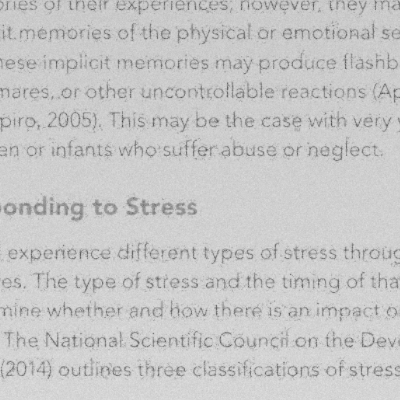 ories of their experiences; however, they ma
it memories of the physical or emotional se
hese implicit memories may produce flashb
mares, or other uncontrollable reactions (Ap
piro, 2005). This may be the case with very y
en or infants who suffer abuse or neglect.
ponding to Stress
experience different types of stress throug
es. The type of stress and the timing of tha
mine whether and how there is an impact o
The National Scientific Council on the Deve
(2014) outlines three classifications of stress